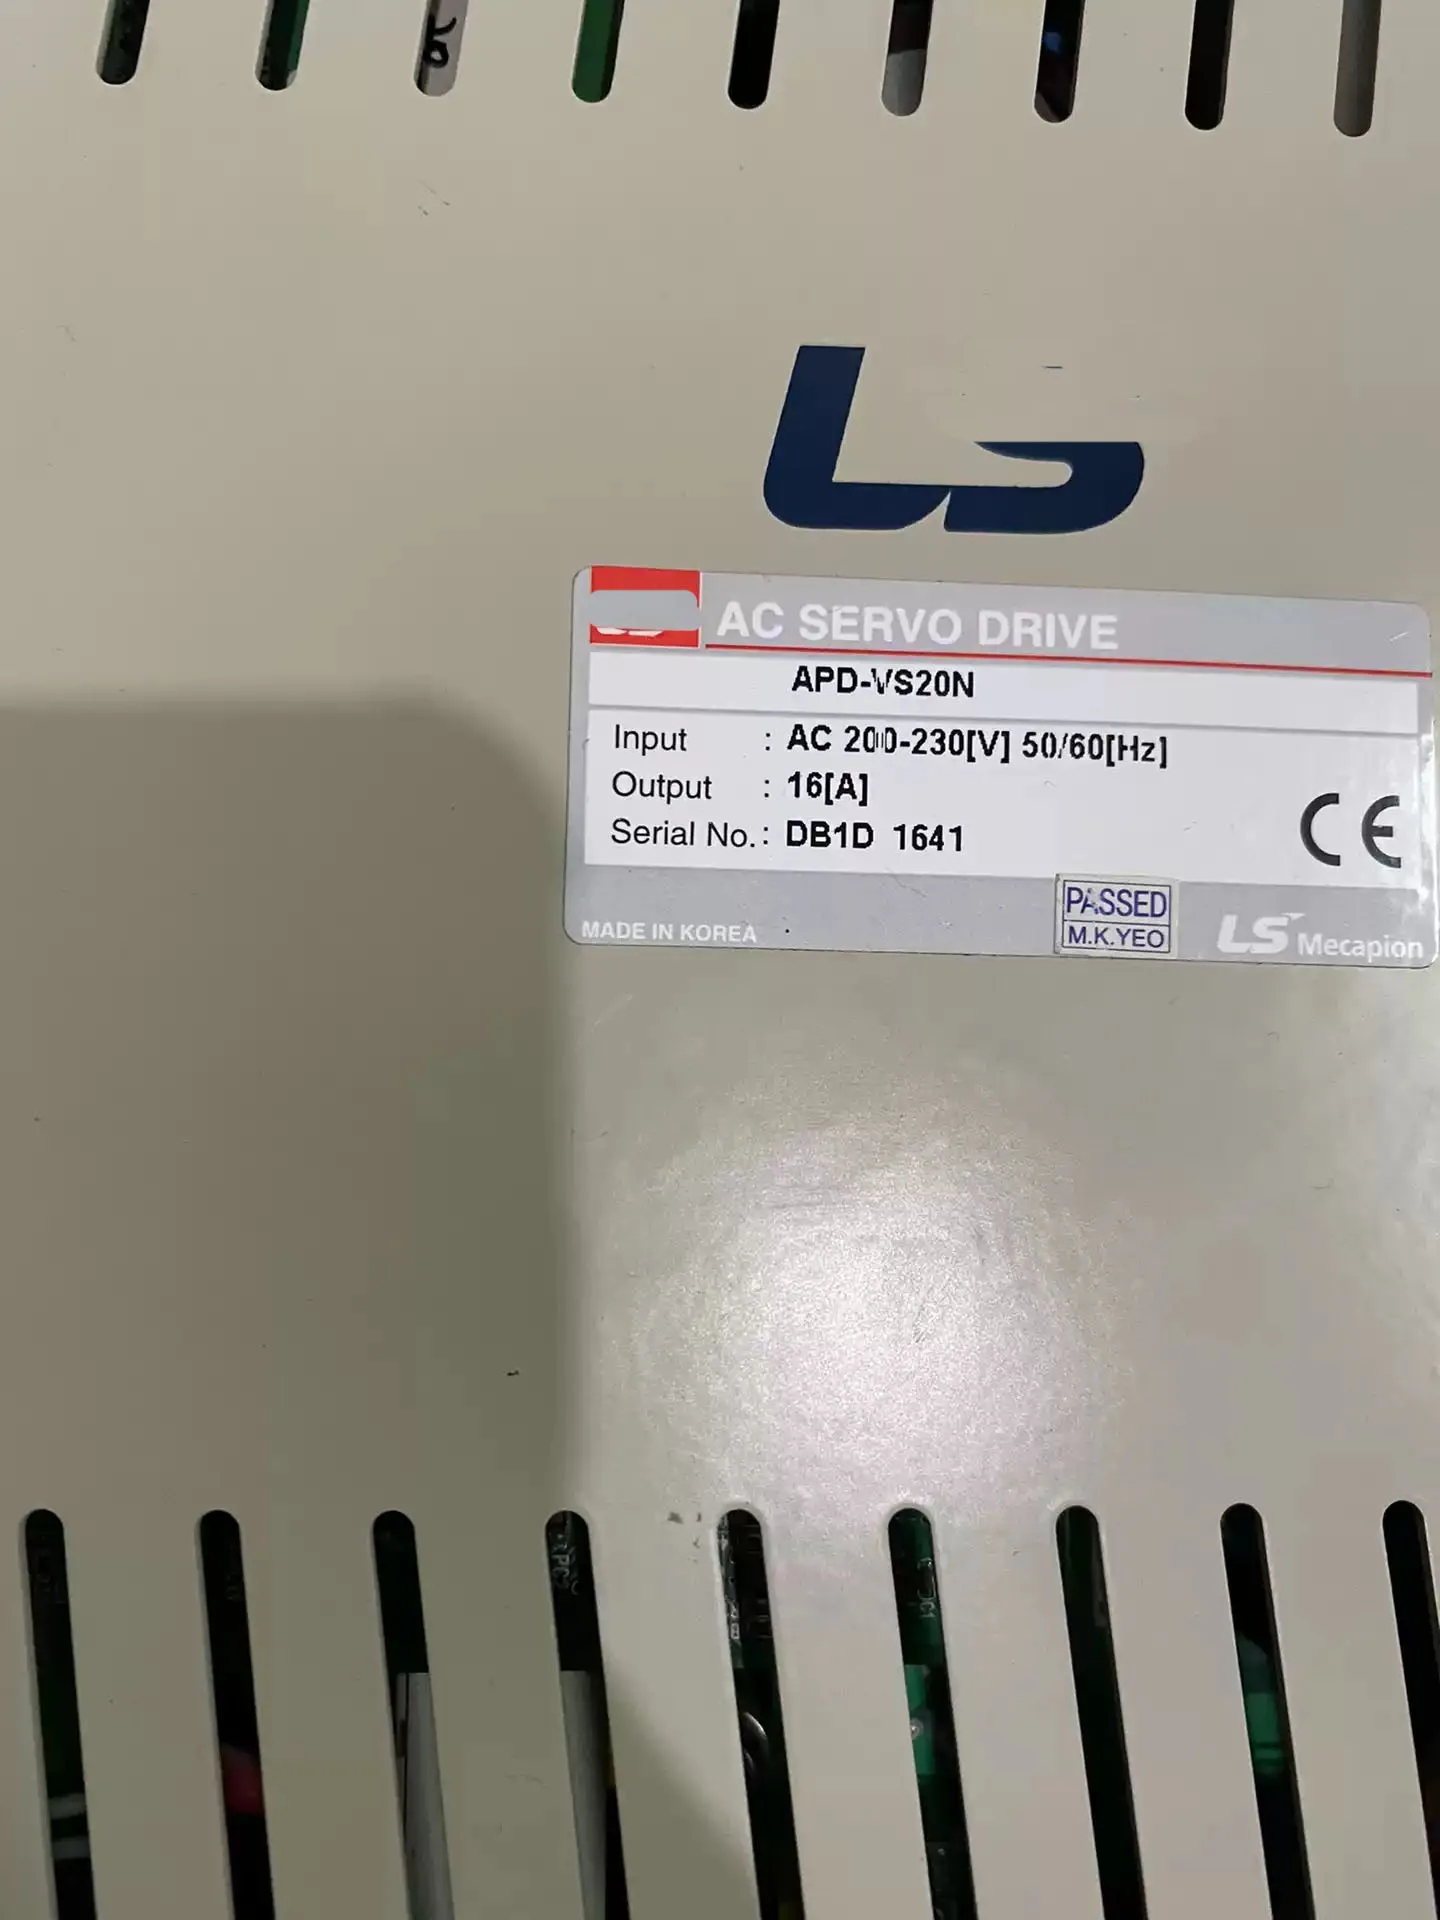 LS
AC SERVO DRIVE
APD-VS20N
Input : AC 200-230[V] 50/60[Hz]
Output : 16[A]
Serial No.: DB1D 1641
CE
PASSED
M.K.YEO
MADE IN KOREA
LS Mecapion